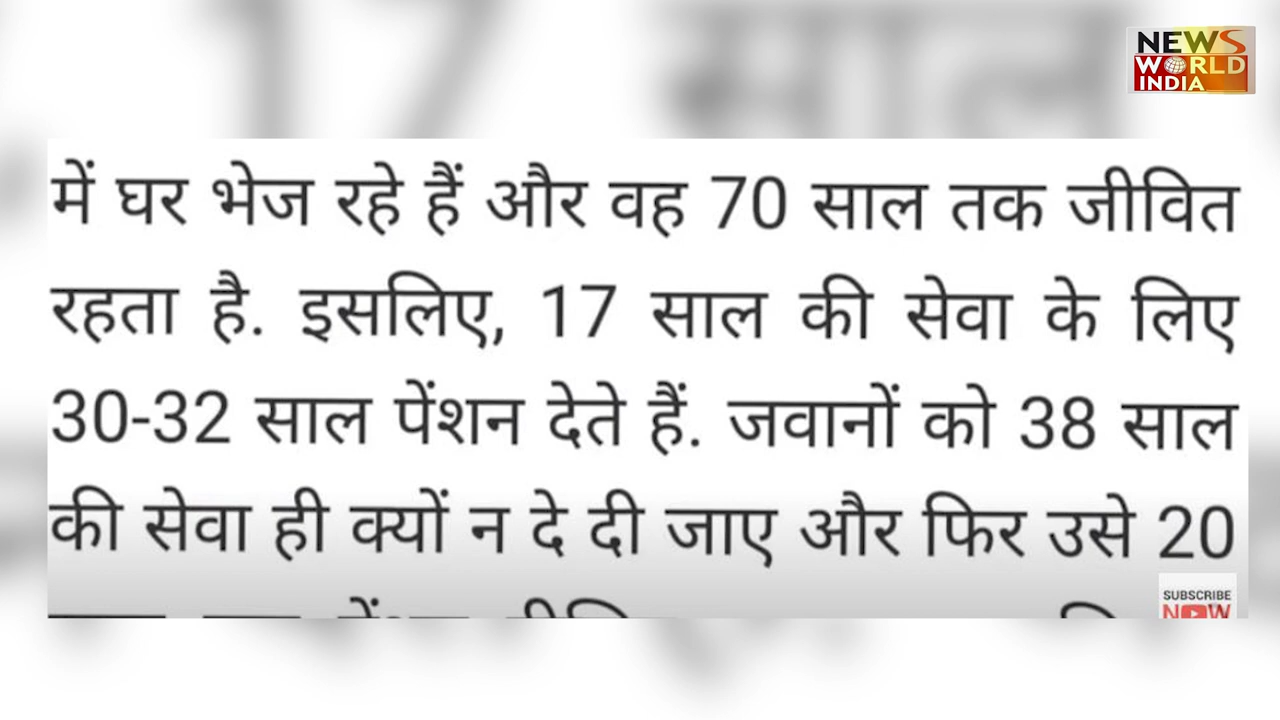 NEWS
WORLD
INDIA
में घर भेज रहे हैं और वह 70 साल तक जीवित
रहता है. इसलिए, 17 साल की सेवा के लिए
30-32 साल पेंशन देते हैं. जवानों को 38 साल
की सेवा ही क्यों न दे दी जाए और फिर उसे 20
SUBSCRIBE
NOW